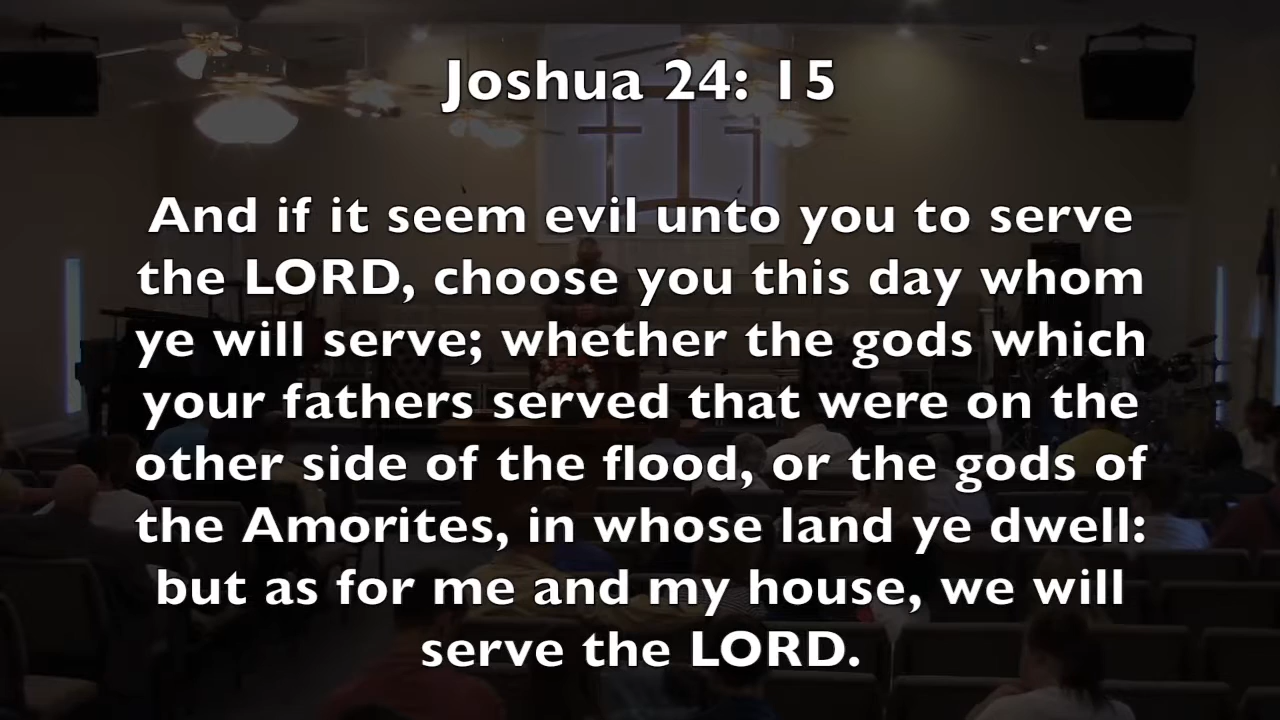 Joshua 24: 15
And if it seem evil unto you to serve
the LORD, choose you this day whom
ye will serve; whether the gods which
your fathers served that were on the
other side of the flood, or the gods of
the Amorites, in whose land ye dwell:
but as for me and my house, we will
serve the LORD.